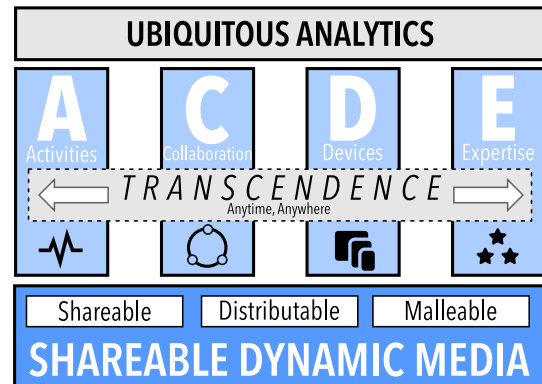 UBIQUITOUS ANALYTICS
A C D E
Activities Collaboration Devices Expertise
TRANSCENDENCE
Anytime, Anywhere
Shareable Distributable Malleable
SHAREABLE DYNAMIC MEDIA